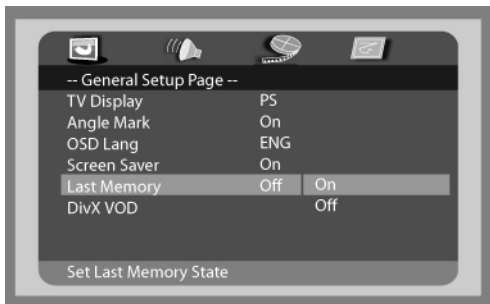 -- General Setup Page --
TV Display PS
Angle Mark On
OSD Lang ENG
Screen Saver On
Last Memory Off On
DivX VOD Off
Set Last Memory State